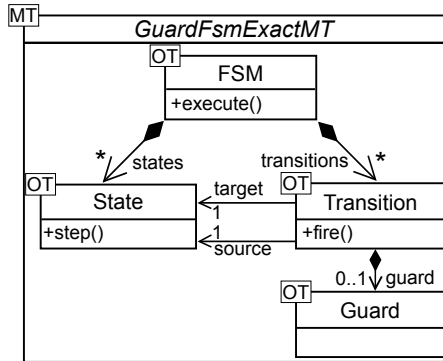 MT
GuardFsmExactMT
OT
FSM
+execute()
* states
transitions *
OT
State
+step()
target
1
1
source
OT
Transition
+fire()
0..1 guard
OT
Guard